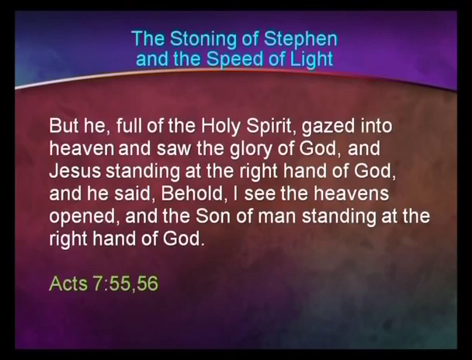 The Stoning of Stephen
and the Speed of Light
But he, full of the Holy Spirit, gazed into
heaven and saw the glory of God, and
Jesus standing at the right hand of God,
and he said, Behold, I see the heavens
opened, and the Son of man standing at the
right hand of God.
Acts 7:55,56